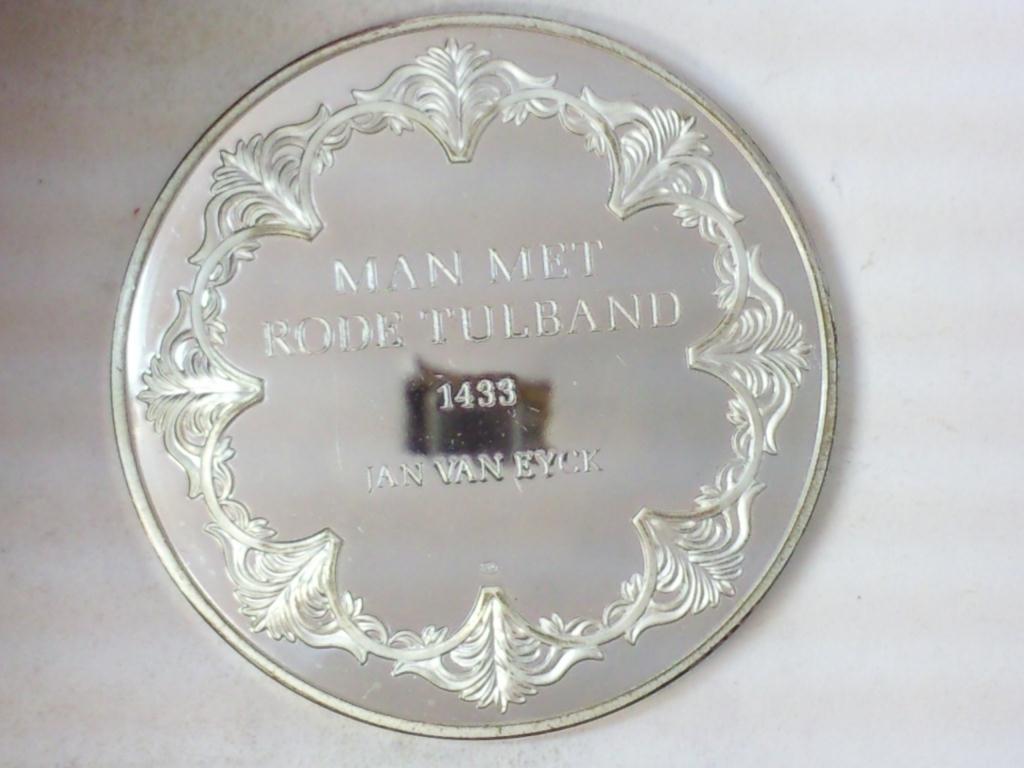 MAN MET
RODE TULBAND
1433
JAN VAN EYCK